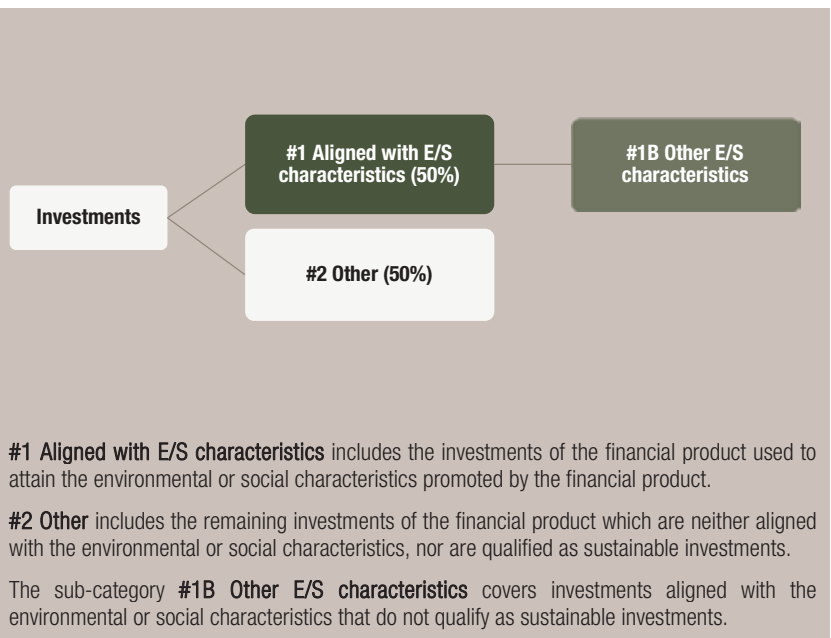 #1 Aligned with E/S
characteristics (50%)
#1B Other E/S
characteristics
Investments
#2 Other (50%)
#1 Aligned with E/S characteristics includes the investments of the financial product used to
attain the environmental or social characteristics promoted by the financial product.
#2 Other includes the remaining investments of the financial product which are neither aligned
with the environmental or social characteristics, nor are qualified as sustainable investments.
The sub-category #1B Other E/S characteristics covers investments aligned with the
environmental or social characteristics that do not qualify as sustainable investments.